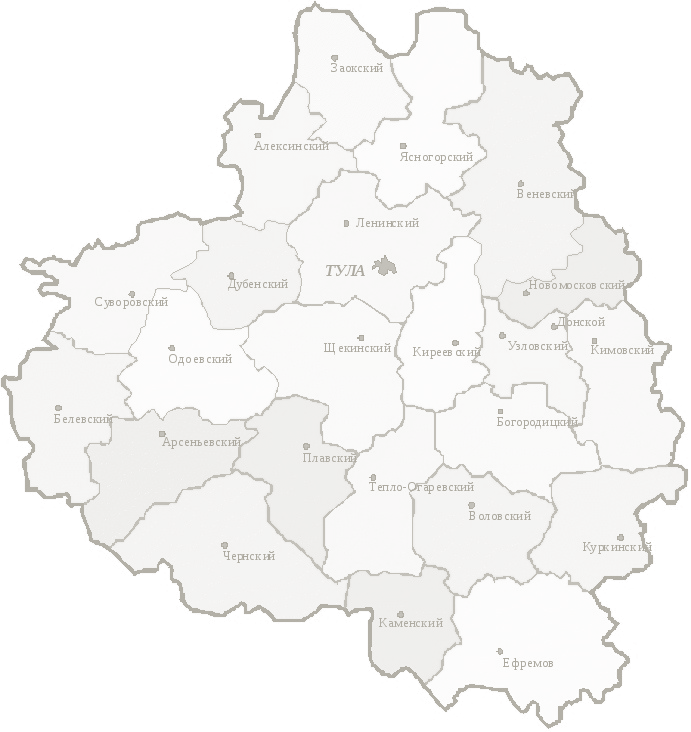 Заокский
Алексинский
Ясногорский
Веневский
Ленинский
ТУЛА
Дубенский
Новомосковский
Суворовский
Донской
Щекинский
Киреевский
Узловский
Кимовский
Одоевский
Белевский
Богородицкий
Арсеньевский
Плавский
Тепло-Огаревский
Воловский
Чернский
Куркинский
Каменский
Ефремов